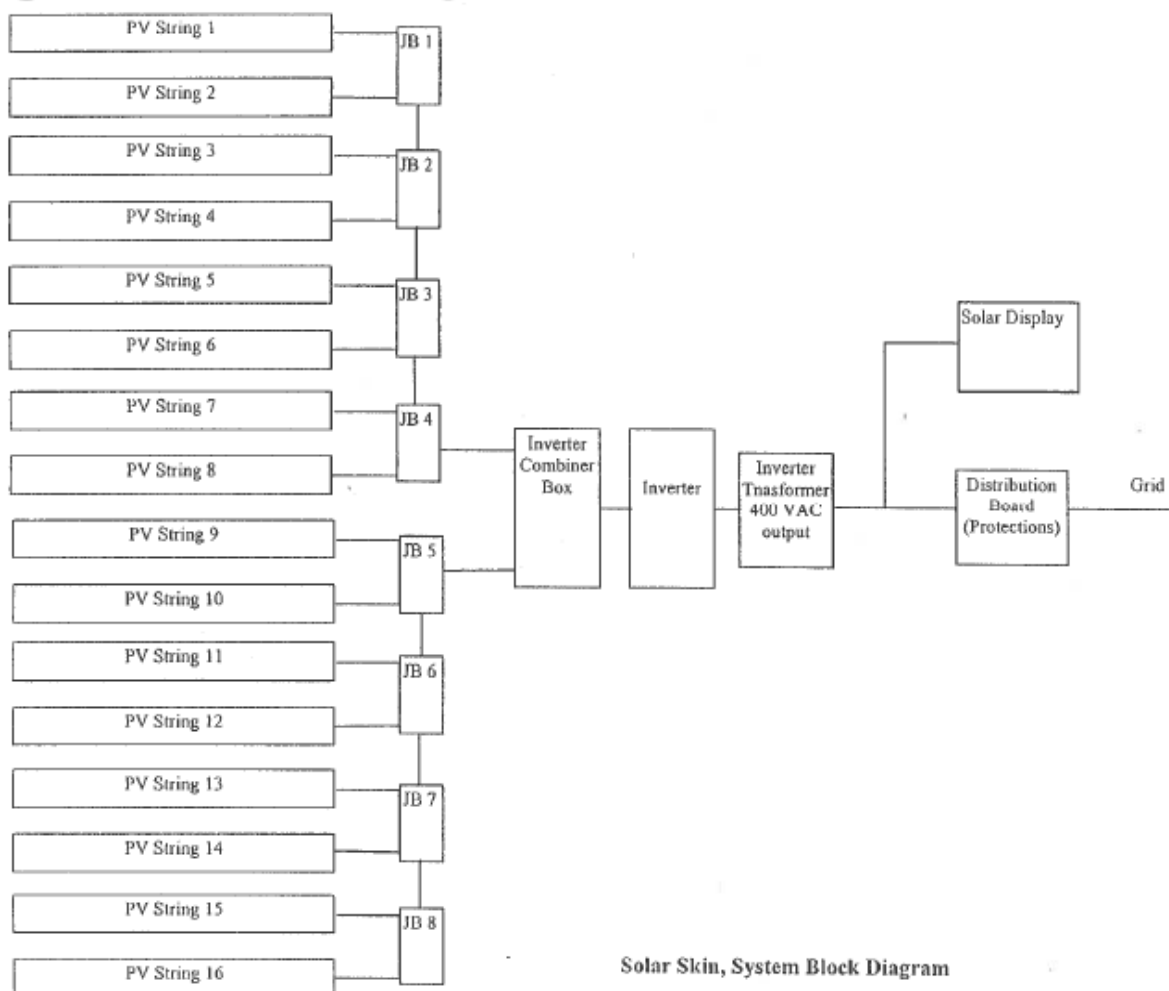 PV String 1
JB 1
PV String 2
PV String 3
JB 2
PV String 4
PV String 5
JB 3
PV String 6
PV String 7
JB 4
PV String 8
PV String 9
JB 5
PV String 10
PV String 11
JB 6
PV String 12
PV String 13
JB 7
PV String 14
PV String 15
JB 8
PV String 16
Inverter
Combiner
Box
Inverter
Inverter
Tnasformer
400 VAC
output
Solar Display
Distribution
Board
(Protections)
Grid
Solar Skin, System Block Diagram